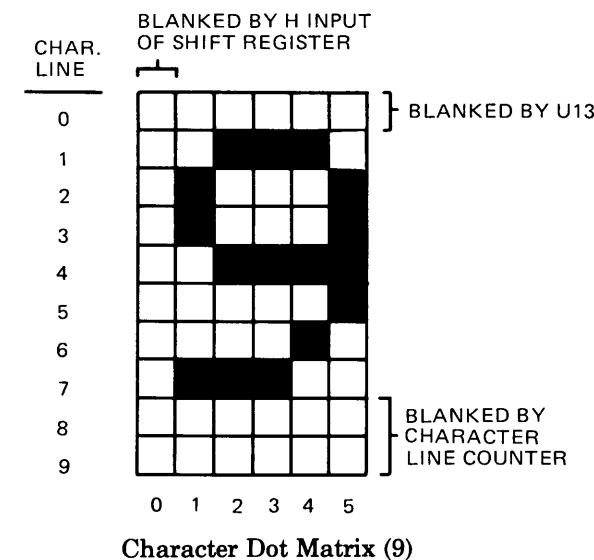 BLANKED BY H INPUT
OF SHIFT REGISTER
CHAR.
LINE
0
BLANKED BY U13
1
2
3
4
5
6
7
8
BLANKED BY
CHARACTER
LINE COUNTER
9
0 1 2 3 4 5
Character Dot Matrix (9)